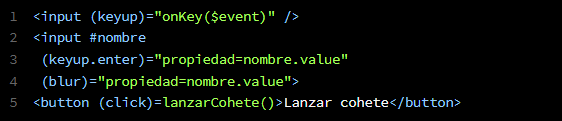 1 <input (keyup)="onKey($event)" />
2 <input #nombre
3 (keyup.enter)="propiedad=nombre.value"
4 (blur)="propiedad=nombre.value">
5 <button (click)=lanzarCohete()>Lanzar cohete</button>